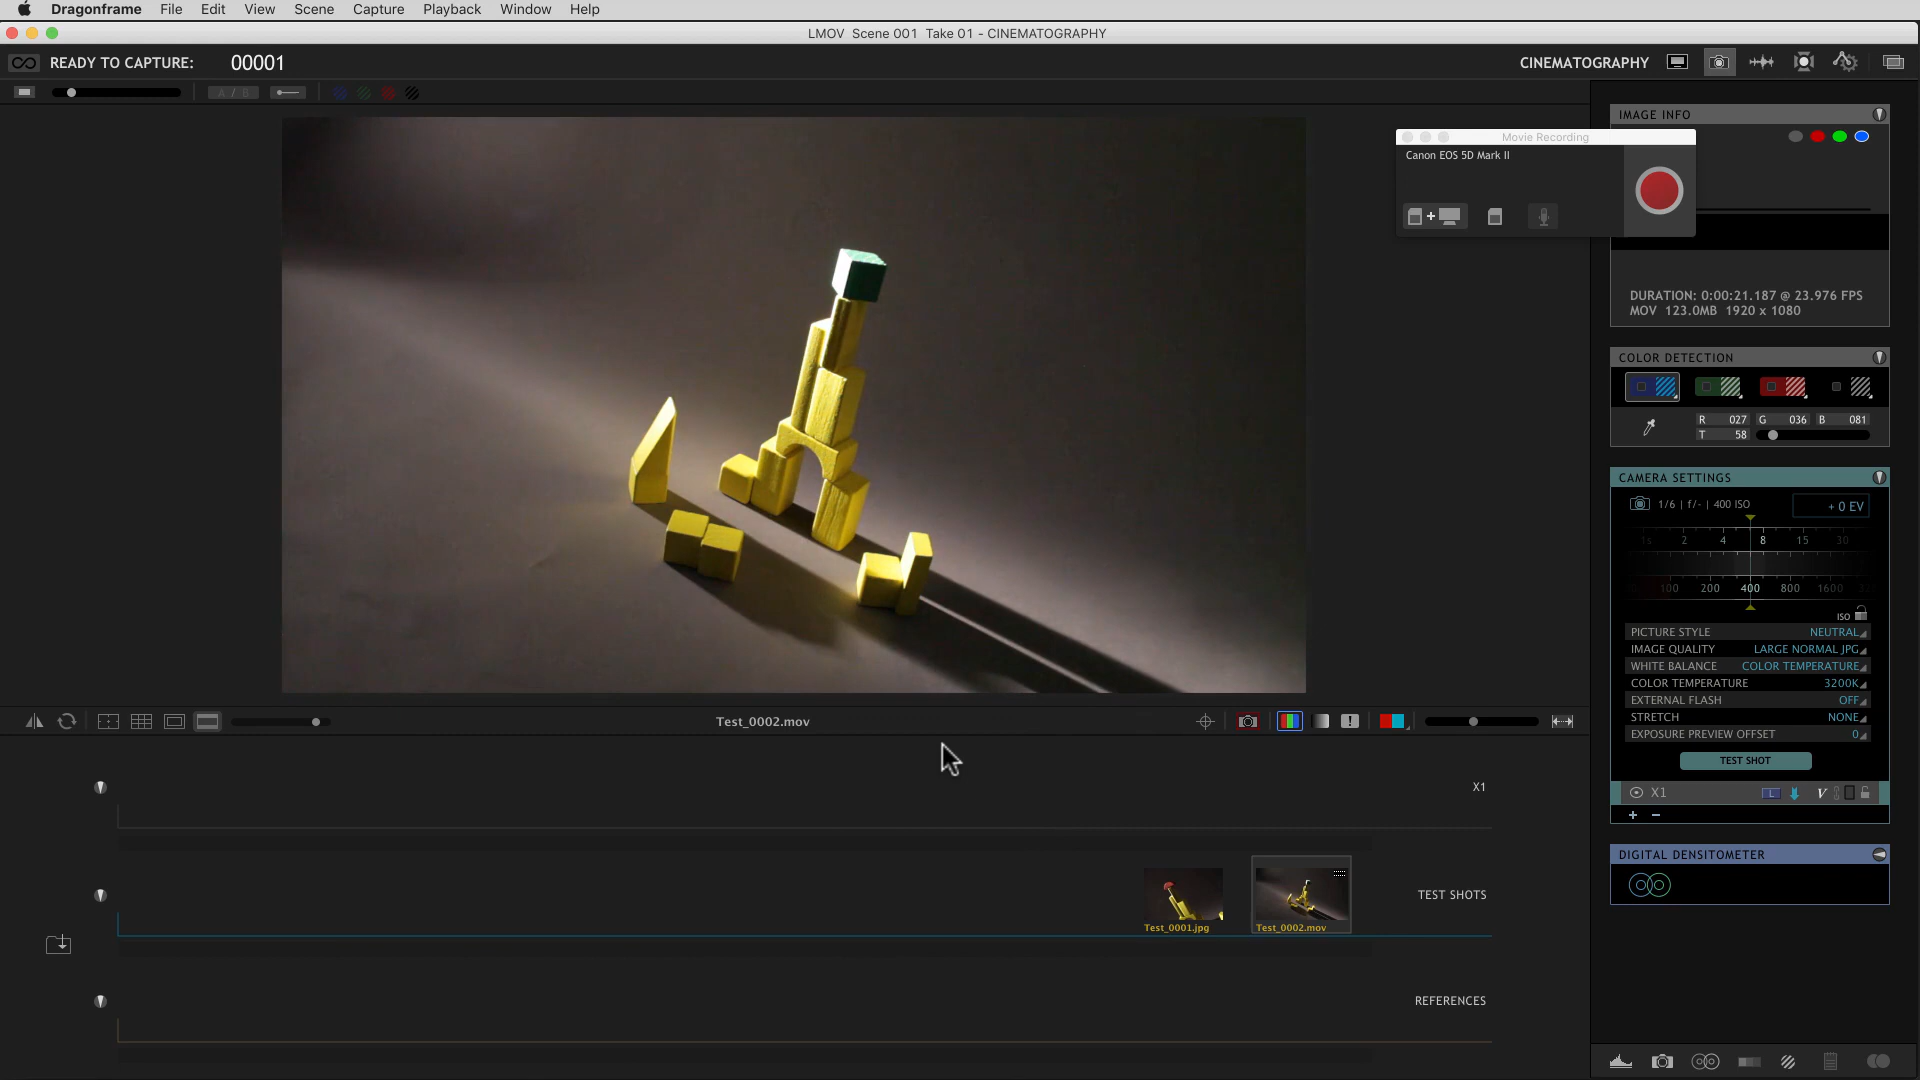 Dragonframe File Edit View Scene Capture Playback Window Help
LMOV Scene 001 Take 01 - CINEMATOGRAPHY
READY TO CAPTURE: 00001
CINEMATOGRAPHY
A / B
IMAGE INFO
Movie Recording
Canon EOS 5D Mark II
+
DURATION: 0:00:21.187 @ 23.976 FPS
MOV 123.0MB 1920 x 1080
COLOR DETECTION
R 027 G 036 B 081
T 58
CAMERA SETTINGS
1/6 | f/- | 400 ISO
+ 0 EV
1s 2 4 8 15 30
100 200 400 800 1600
ISO
PICTURE STYLE NEUTRAL
IMAGE QUALITY LARGE NORMAL JPG
WHITE BALANCE COLOR TEMPERATURE
COLOR TEMPERATURE 3200K
EXTERNAL FLASH OFF
STRETCH NONE
EXPOSURE PREVIEW OFFSET 0
TEST SHOT
X1 L V
+ -
DIGITAL DENSITOMETER
Test_0002.mov
X1
TEST SHOTS
Test_0001.jpg
Test_0002.mov
REFERENCES